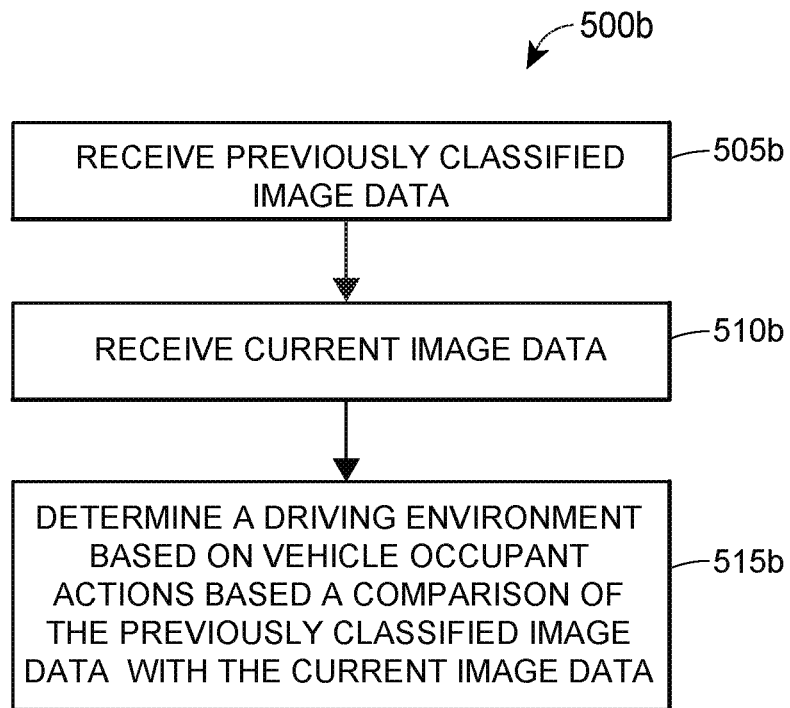 500b
RECEIVE PREVIOUSLY CLASSIFIED
IMAGE DATA
505b
RECEIVE CURRENT IMAGE DATA
510b
DETERMINE A DRIVING ENVIRONMENT
BASED ON VEHICLE OCCUPANT
ACTIONS BASED A COMPARISON OF
THE PREVIOUSLY CLASSIFIED IMAGE
DATA WITH THE CURRENT IMAGE DATA
515b